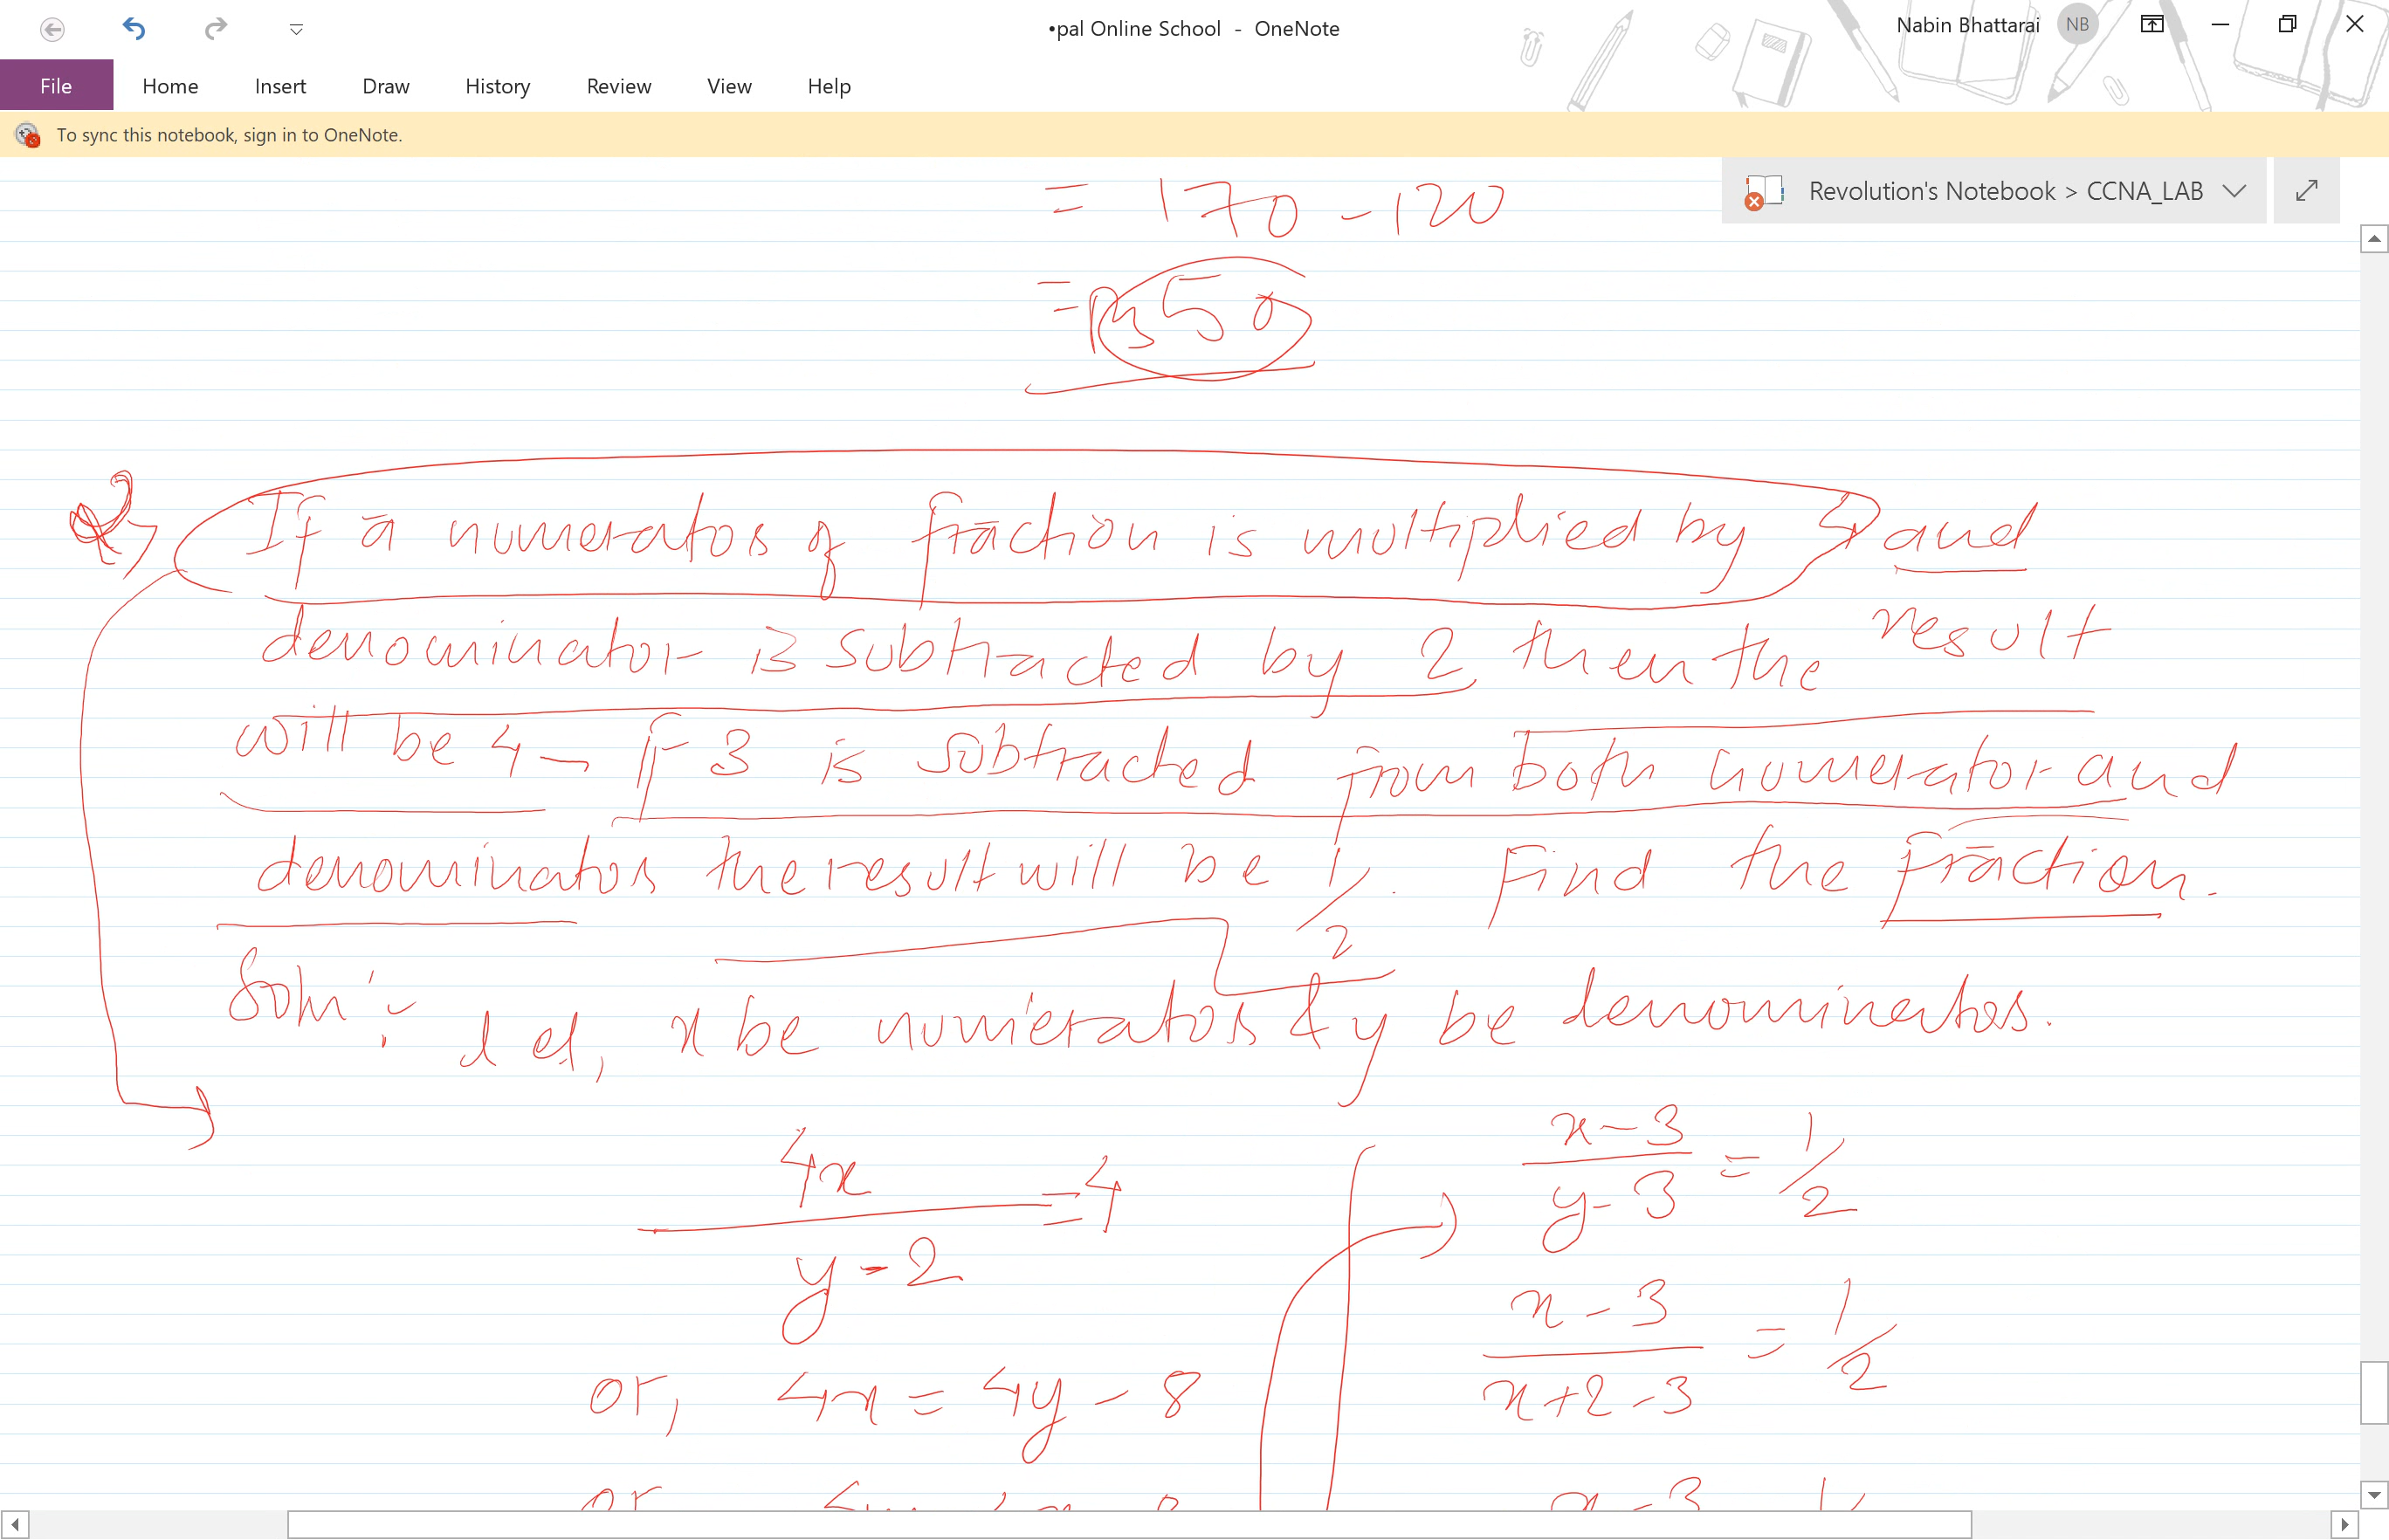 •pal Online School - OneNote
Nabin Bhattarai NB
File Home Insert Draw History Review View Help
To sync this notebook, sign in to OneNote.
Revolution's Notebook > CCNA_LAB
= 170 - 120
= Rs 50
Q, If a numerator of fraction is multiplied by 4 and
denominator is subtracted by 2 then the result
will be 4 - If 3 is subtracted from both numerator and
denominator the result will be 1/2. Find the Fraction.
Soln :- let, x be numerator & y be denominator.
4x
= 4
y - 2
or, 4x = 4y - 8
or
x - 3
= 1/2
y - 3
x - 3
= 1/2
x + 2 - 3
x - 3